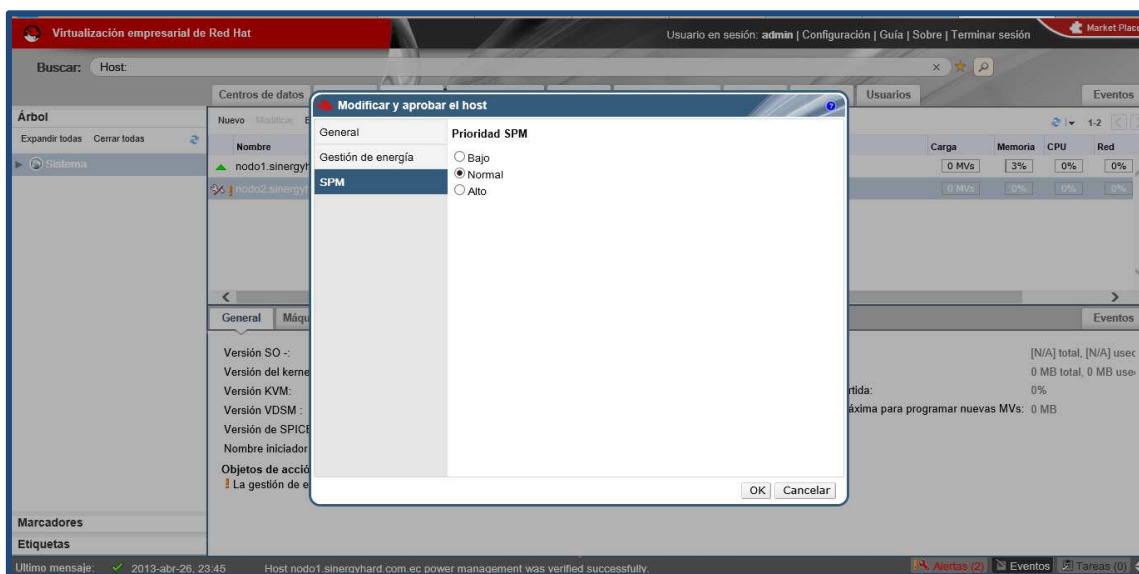 Virtualización empresarial de Red Hat
Usuario en sesión: admin | Configuración | Guía | Sobre | Terminar sesión
Market Place
Buscar: Host:
Centros de datos
Usuarios
Eventos
Modificar y aprobar el host
Árbol
Expandir todas Cerrar todas
Sistema
Nuevo Modificar
1-2
Nombre
Carga Memoria CPU Red
nodo1.sinergyh
0 MVs 3% 0% 0%
nodo2.sinergyh
0 MVs 0% 0% 0%
General
Gestión de energía
SPM
Prioridad SPM
Bajo
Normal
Alto
OK Cancelar
General Máqu
Eventos
Versión SO -:
[N/A] total, [N/A] usec
Versión del kerne
0 MB total, 0 MB use
Versión KVM:
rtida: 0%
Versión VDSM :
áxima para programar nuevas MVs: 0 MB
Versión de SPICE
Nombre iniciador
Objetos de acció
La gestión de e
Marcadores
Etiquetas
Ultimo mensaje: 2013-abr-26, 23:45 Host nodo1.sinergyhard.com.ec power management was verified successfully.
Alertas (2) Eventos Tareas (0)